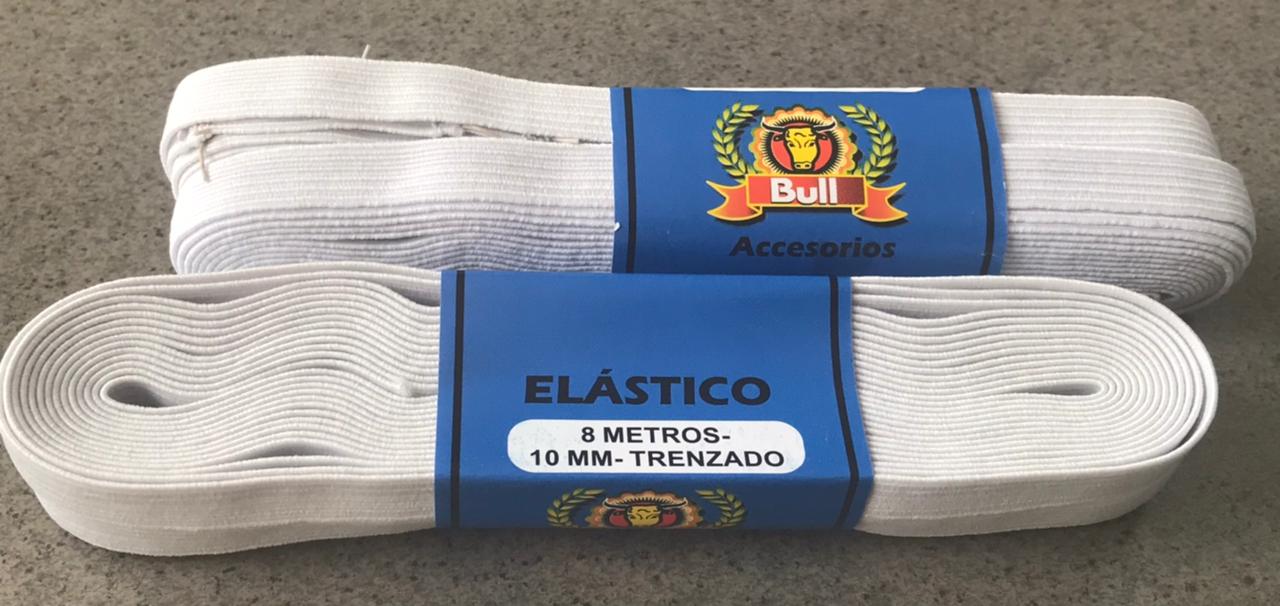 Bull
Accesorios
ELÁSTICO
8 METROS-
10 MM- TRENZADO